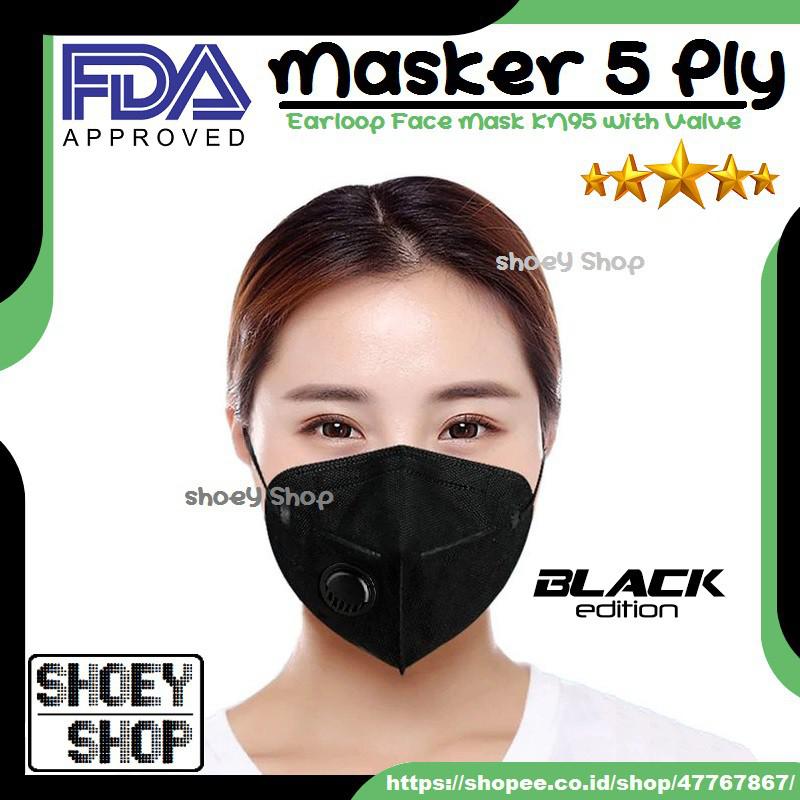 FDA
APPROVED
Masker 5 Ply
Earloop Face Mask KN95 with Valve
shoeY Shop
shoeY Shop
BLACK
edition
SHOEY
SHOP
https://shopee.co.id/shop/47767867/